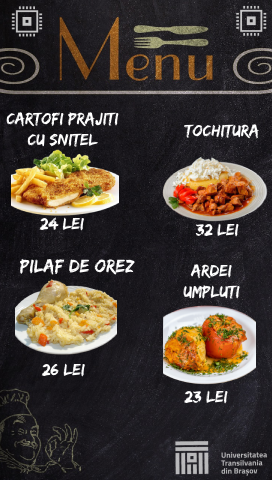 Menu
CARTOFI PRAJITI
CU SNITEL
24 LEI
TOCHITURA
32 LEI
PILAF DE OREZ
26 LEI
ARDEI
UMPLUTI
23 LEI
Universitatea
Transilvania
din Brașov